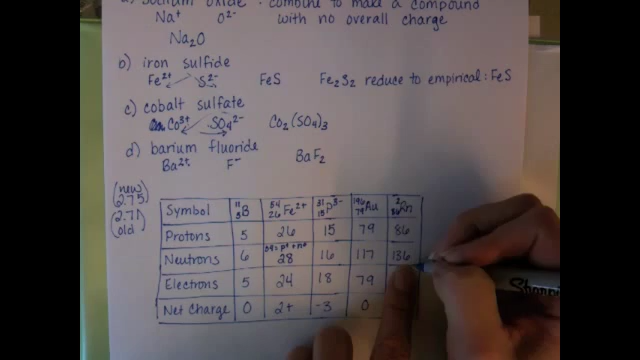 a) sodium oxide · combine to make a compound
Na⁺ O²⁻ with no overall charge
Na₂O
b) iron sulfide
Fe²⁺ S²⁻ FeS Fe₂S₂ reduce to empirical: FeS
c) cobalt sulfate
Co³⁺ SO₄²⁻ Co₂(SO₄)₃
d) barium fluoride
Ba²⁺ F⁻ BaF₂
(new)
2.75
2.71
old
Symbol ¹¹₅B ⁵⁴₂₆Fe²⁺ ³¹₁₅P³⁻ ¹⁹⁶₇₉Au ₈₆Rn
Protons 5 26 15 79 86
54 = p⁺ + n°
Neutrons 6 28 16 117 136
Electrons 5 24 18 79
Net Charge 0 2+ -3 0
Sharpie